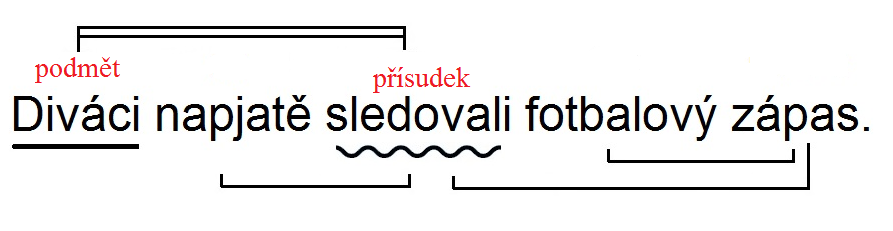 podmět přísudek
Diváci napjatě sledovali fotbalový zápas.